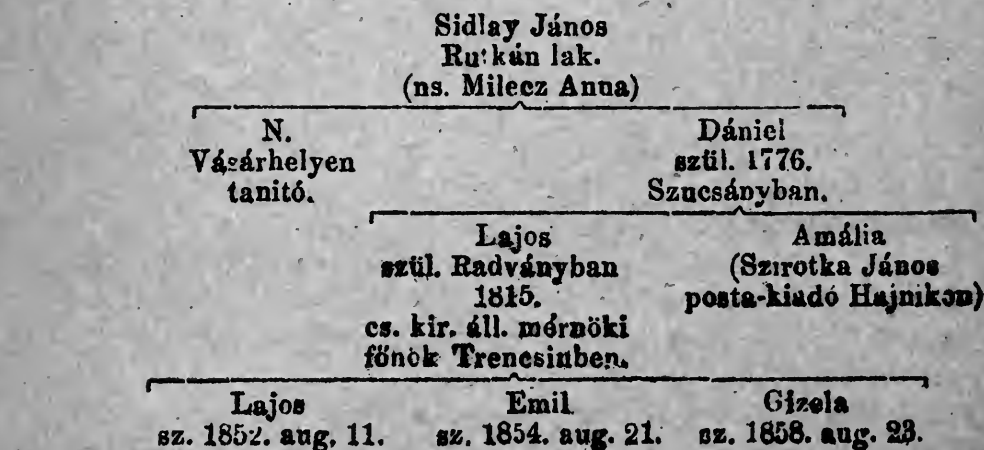 Sidlay János
Rutkán lak.
(ns. Milecz Anna)
N.
Vásárhelyen
tanitó.
Dániel
szül. 1776.
Szucsányban.
Lajos
szül. Radványban
1815.
cs. kir. áll. mérnöki
főnök Trencsinben.
Amália
(Szirotka János
posta-kiadó Hajnikon)
Lajos
sz. 1852. aug. 11.
Emil
sz. 1854. aug. 21.
Gizela
sz. 1858. aug. 23.